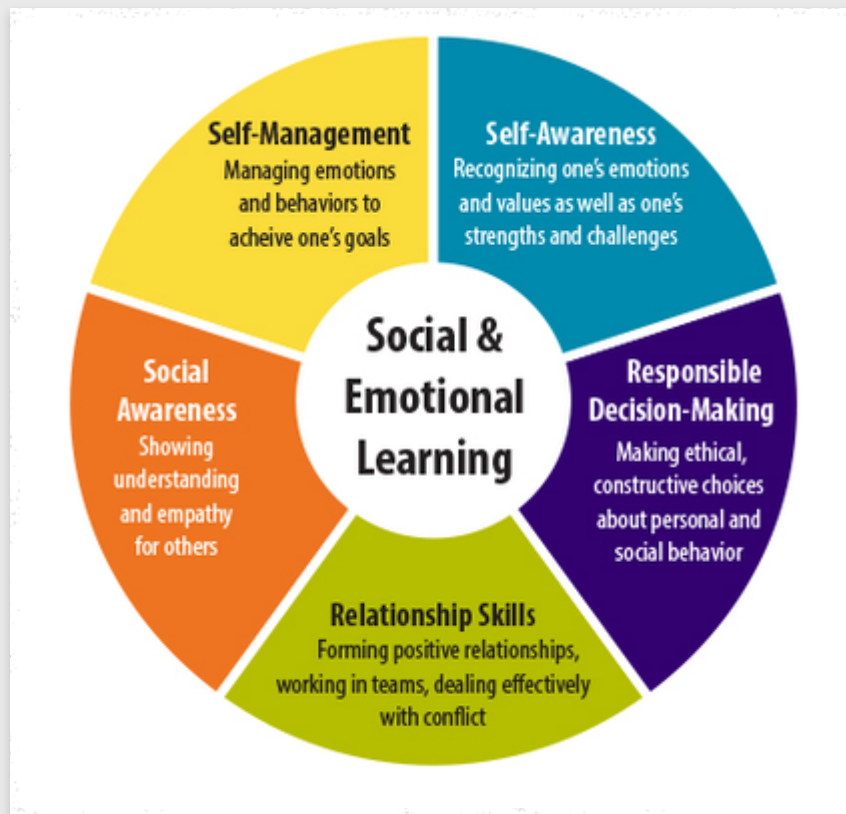 Self-Management
Managing emotions
and behaviors to
acheive one's goals
Self-Awareness
Recognizing one's emotions
and values as well as one's
strengths and challenges
Social &
Emotional
Learning
Social
Awareness
Showing
understanding
and empathy
for others
Responsible
Decision-Making
Making ethical,
constructive choices
about personal and
social behavior
Relationship Skills
Forming positive relationships,
working in teams, dealing effectively
with conflict